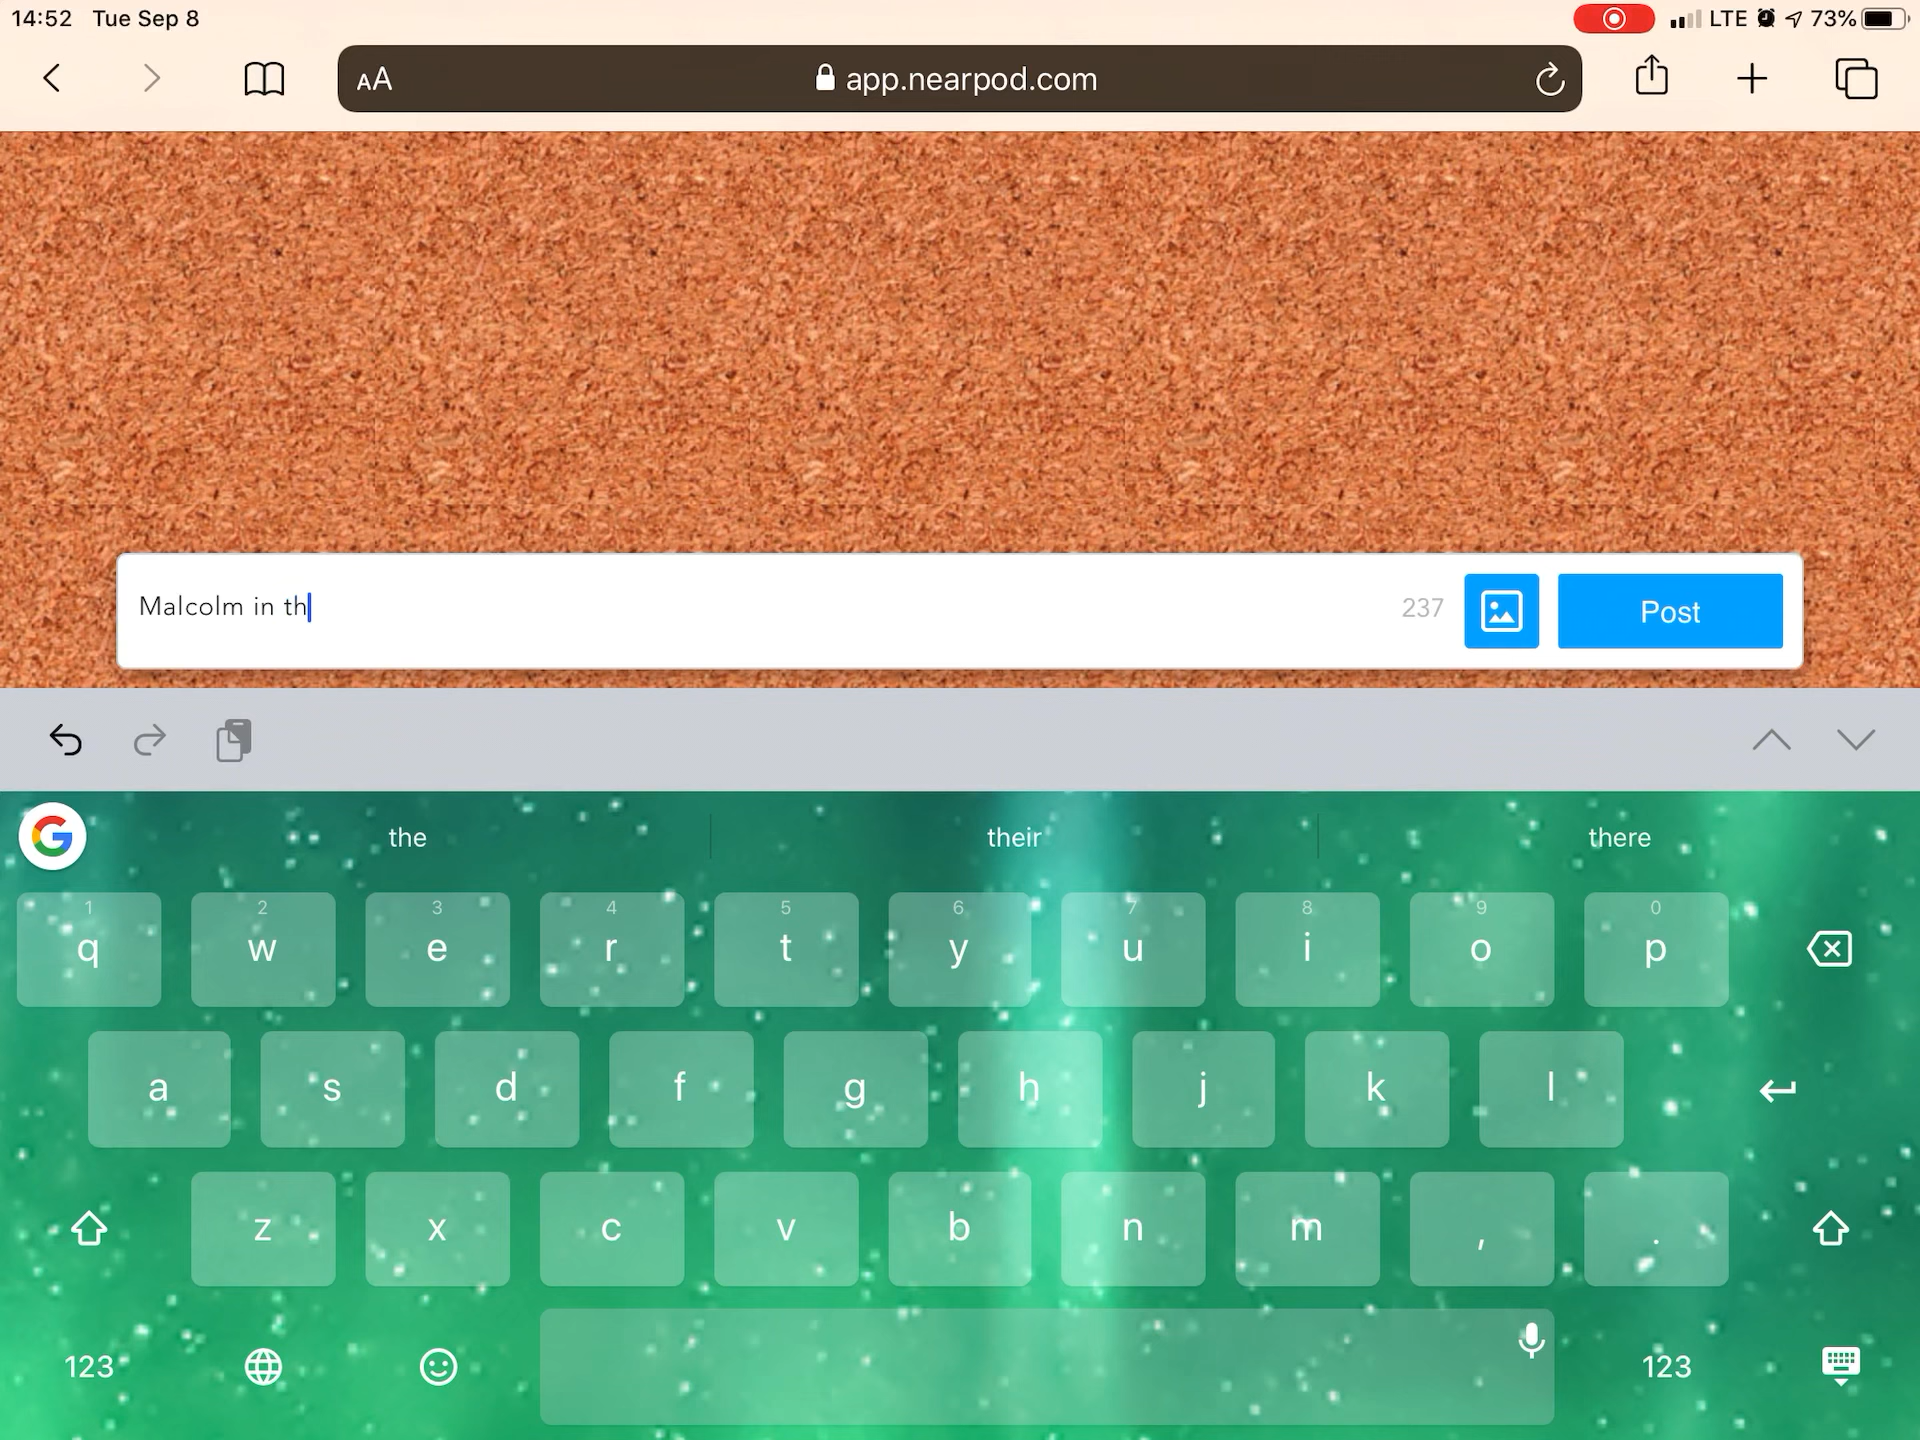 14:52 Tue Sep 8 LTE 73%
AA app.nearpod.com
Malcolm in th 237 Post
the their there
1 2 3 4 5 6 7 8 9 0
q w e r t y u i o p
a s d f g h j k l
z x c v b n m , .
123 123